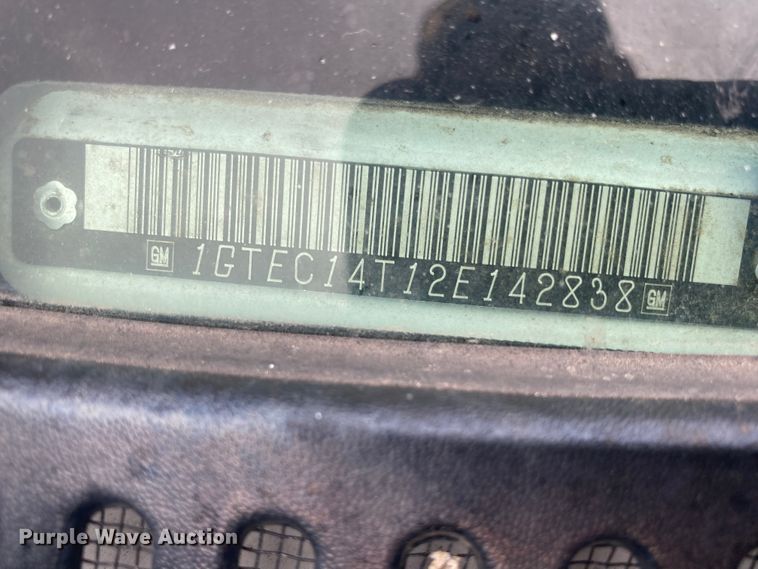 GM 1GTEC14T12E142838 GM
Purple Wave Auction